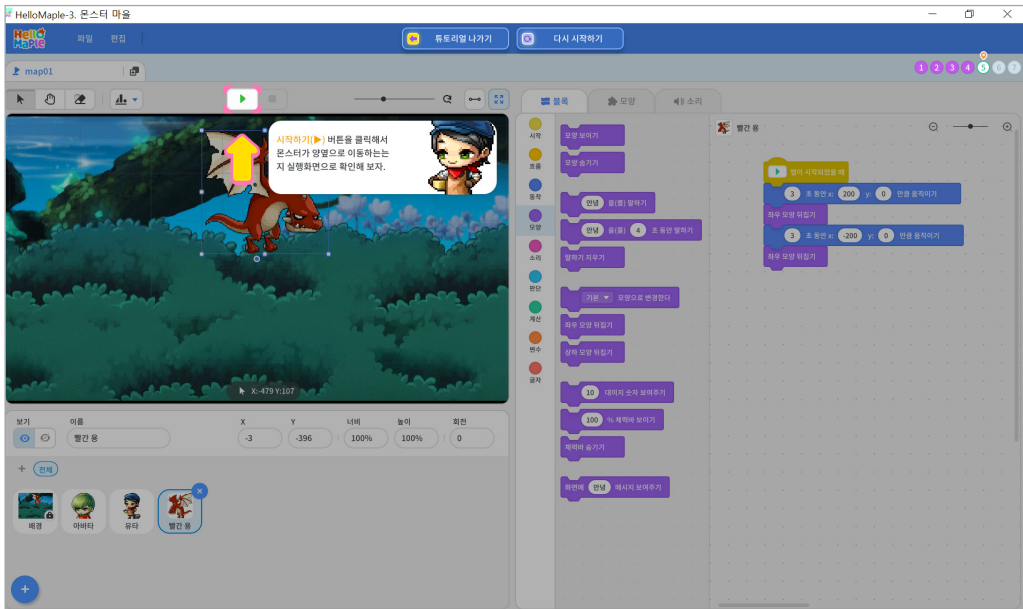 HelloMaple-3. 몬스터 마을
Hello Maple
파일 편집
튜토리얼 나가기
다시 시작하기
map01
1 2 3 4 5 6 7
블록 모양 소리
시작하기(▶) 버튼을 클릭해서
몬스터가 양옆으로 이동하는는
지 실행화면으로 확인해 보자.
X:-479 Y:107
보기 이름 X Y 너비 높이 회전
빨간 용 -3 -396 100% 100% 0
전체
배경 아바타 유타 빨간 용
시작
흐름
동작
모양
소리
판단
계산
변수
글자
모양 보이기
모양 숨기기
안녕 을(를) 말하기
안녕 을(를) 4 초 동안 말하기
말하기 지우기
기본 모양으로 변경한다
좌우 모양 뒤집기
상하 모양 뒤집기
10 대미지 숫자 보여주기
100 % 체력바 보이기
체력바 숨기기
화면에 안녕 메시지 보여주기
빨간 용
맵이 시작되었을 때
3 초 동안 x: 200 y: 0 만큼 움직이기
좌우 모양 뒤집기
3 초 동안 x: -200 y: 0 만큼 움직이기
좌우 모양 뒤집기